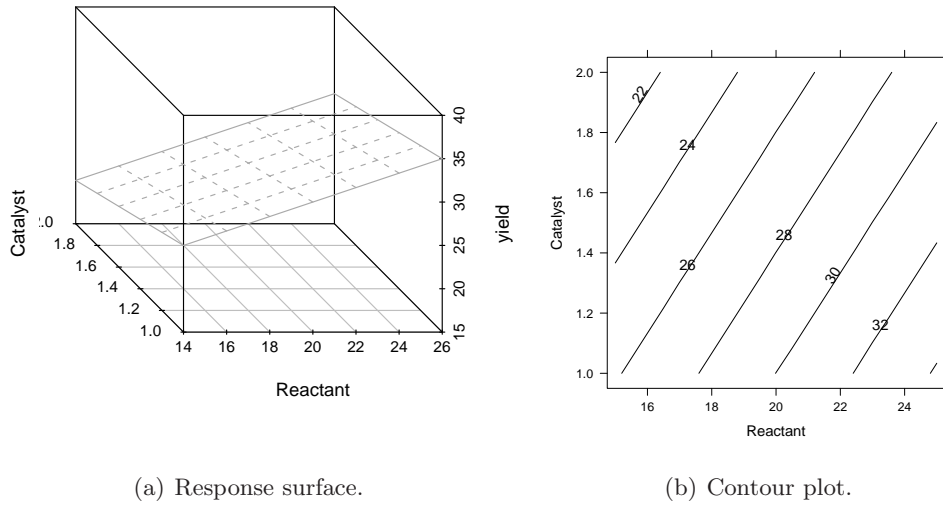 Catalyst
:.0
1.8
1.6
1.4
1.2
1.0
14 16 18 20 22 24 26
Reactant
15 20 25 30 35 40
yield
(a) Response surface.
Catalyst
2.0
1.8
1.6
1.4
1.2
1.0
22
24
26
28
30
32
16 18 20 22 24
Reactant
(b) Contour plot.